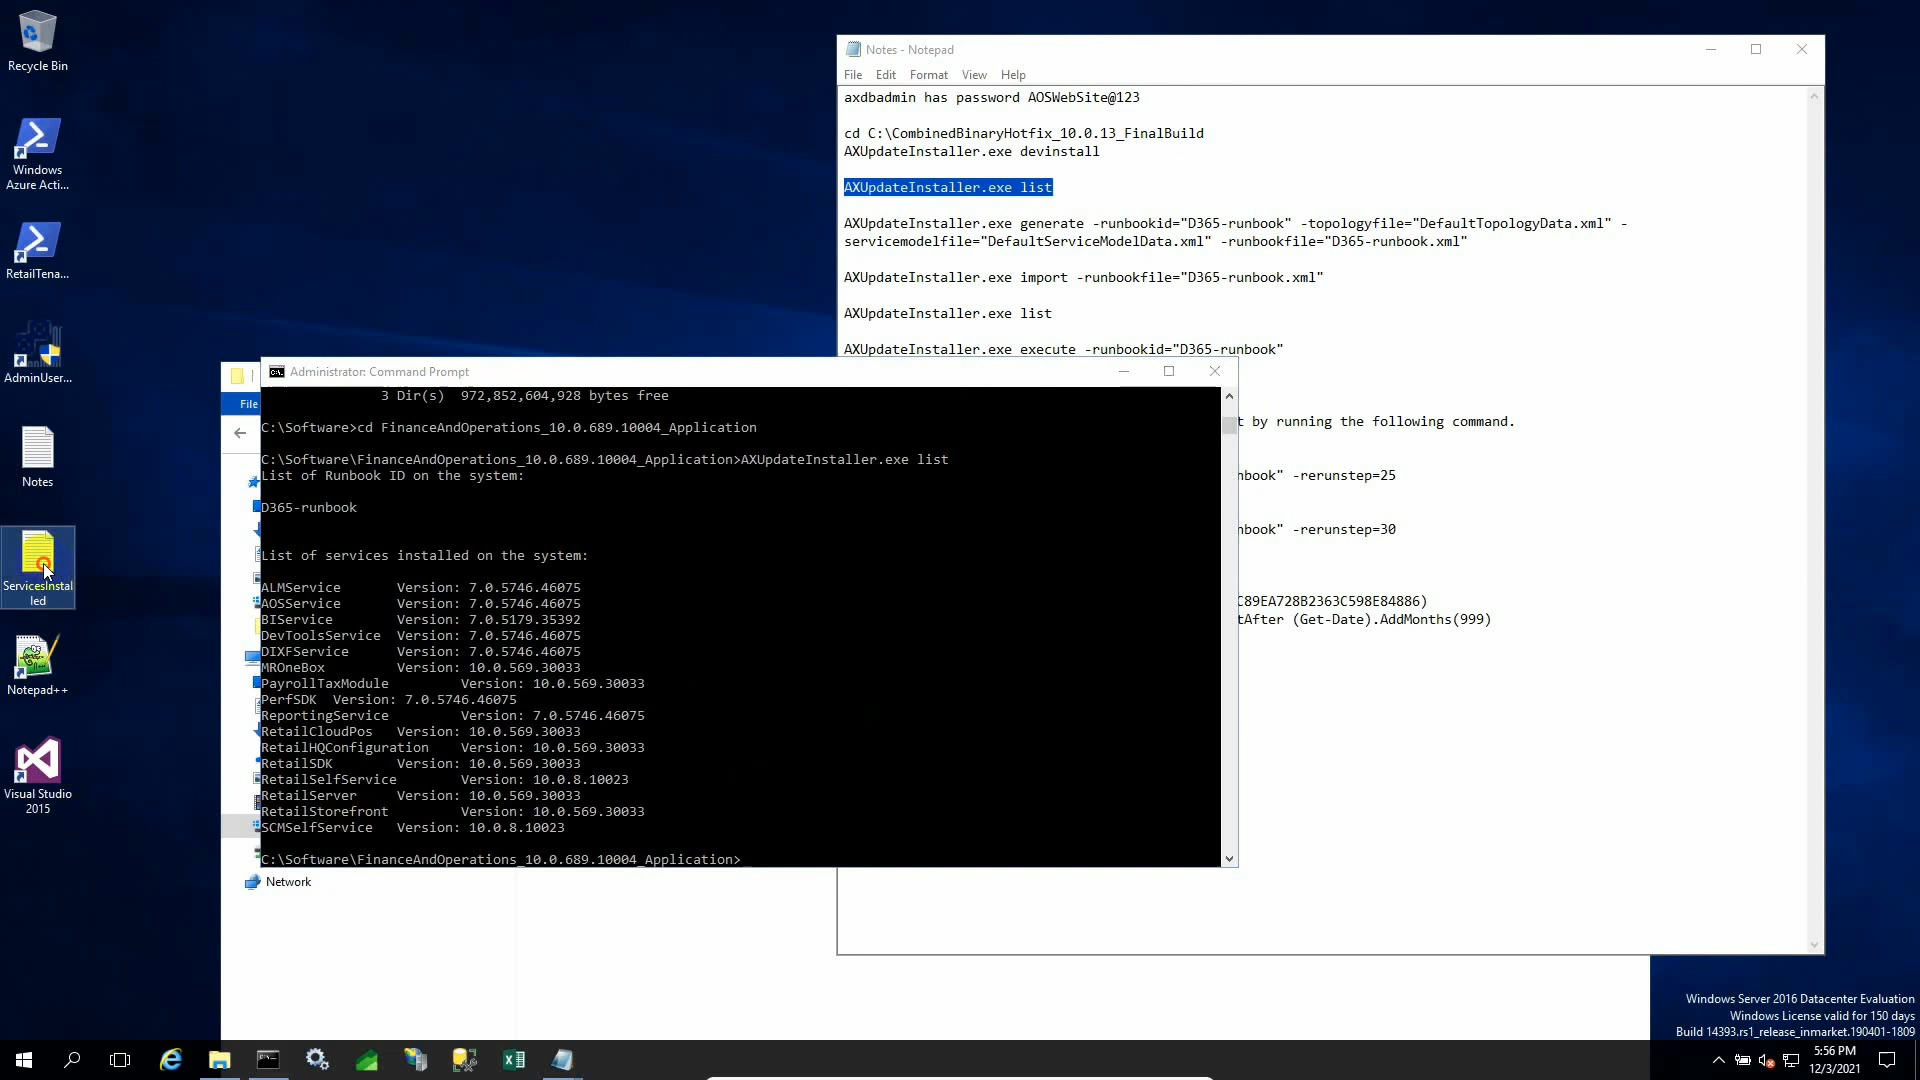 Recycle Bin
Windows
Azure Acti...
RetailTena...
AdminUser...
Notes
ServicesInstal
led
Notepad++
Visual Studio
2015
Notes - Notepad
File Edit Format View Help
axdbadmin has password AOSWebSite@123
cd C:\CombinedBinaryHotfix_10.0.13_FinalBuild
AXUpdateInstaller.exe devinstall
AXUpdateInstaller.exe list
AXUpdateInstaller.exe generate -runbookid="D365-runbook" -topologyfile="DefaultTopologyData.xml" -
servicemodelfile="DefaultServiceModelData.xml" -runbookfile="D365-runbook.xml"
AXUpdateInstaller.exe import -runbookfile="D365-runbook.xml"
AXUpdateInstaller.exe list
AXUpdateInstaller.exe execute -runbookid="D365-runbook"
t by running the following command.
nbook" -rerunstep=25
nbook" -rerunstep=30
C89EA728B2363C598E84886)
tAfter (Get-Date).AddMonths(999)
File
Administrator: Command Prompt
3 Dir(s)  972,852,604,928 bytes free
C:\Software>cd FinanceAndOperations_10.0.689.10004_Application
C:\Software\FinanceAndOperations_10.0.689.10004_Application>AXUpdateInstaller.exe list
List of Runbook ID on the system:
D365-runbook
List of services installed on the system:
ALMService Version: 7.0.5746.46075
AOSService Version: 7.0.5746.46075
BIService Version: 7.0.5179.35392
DevToolsService Version: 7.0.5746.46075
DIXFService Version: 7.0.5746.46075
MROneBox Version: 10.0.569.30033
PayrollTaxModule Version: 10.0.569.30033
PerfSDK Version: 7.0.5746.46075
ReportingService Version: 7.0.5746.46075
RetailCloudPos Version: 10.0.569.30033
RetailHQConfiguration Version: 10.0.569.30033
RetailSDK Version: 10.0.569.30033
RetailSelfService Version: 10.0.8.10023
RetailServer Version: 10.0.569.30033
RetailStorefront Version: 10.0.569.30033
SCMSelfService Version: 10.0.8.10023
C:\Software\FinanceAndOperations_10.0.689.10004_Application>_
Network
Windows Server 2016 Datacenter Evaluation
Windows License valid for 150 days
Build 14393.rs1_release_inmarket.190401-1809
5:56 PM
12/3/2021